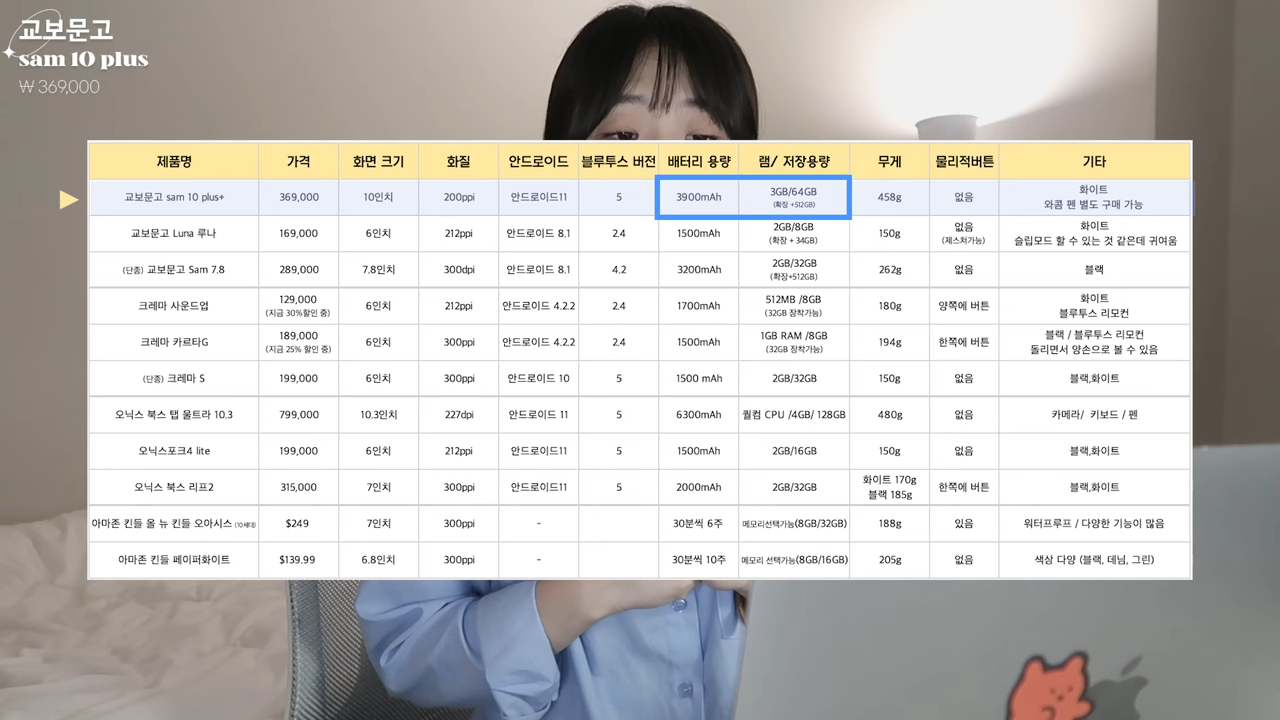 교보문고
sam 10 plus
₩ 369,000
제품명 가격 화면 크기 화질 안드로이드 블루투스 버전 배터리 용량 램/ 저장용량 무게 물리적버튼 기타
교보문고 sam 10 plus+ 369,000 10인치 200ppi 안드로이드11 5 3900mAh 3GB/64GB (확장 +512GB) 458g 없음 화이트 와콤 펜 별도 구매 가능
교보문고 Luna 루나 169,000 6인치 212ppi 안드로이드 8.1 2.4 1500mAh 2GB/8GB (확장 + 34GB) 150g 없음 (제스처가능) 화이트 슬립모드 할 수 있는 것 같은데 귀여움
(단종) 교보문고 Sam 7.8 289,000 7.8인치 300dpi 안드로이드 8.1 4.2 3200mAh 2GB/32GB (확장+512GB) 262g 없음 블랙
크레마 사운드업 129,000 (지금 30%할인 중) 6인치 212ppi 안드로이드 4.2.2 2.4 1700mAh 512MB /8GB (32GB 장착가능) 180g 양쪽에 버튼 화이트 블루투스 리모컨
크레마 카르타G 189,000 (지금 25% 할인 중) 6인치 300ppi 안드로이드 4.2.2 2.4 1500mAh 1GB RAM /8GB (32GB 장착가능) 194g 한쪽에 버튼 블랙 / 블루투스 리모컨 돌리면서 양손으로 볼 수 있음
(단종) 크레마 S 199,000 6인치 300ppi 안드로이드 10 5 1500 mAh 2GB/32GB 150g 없음 블랙,화이트
오닉스 북스 탭 울트라 10.3 799,000 10.3인치 227dpi 안드로이드 11 5 6300mAh 퀄컴 CPU /4GB/ 128GB 480g 없음 카메라/ 키보드 / 펜
오닉스포크4 lite 199,000 6인치 212ppi 안드로이드11 5 1500mAh 2GB/16GB 150g 없음 블랙,화이트
오닉스 북스 리프2 315,000 7인치 300ppi 안드로이드11 5 2000mAh 2GB/32GB 화이트 170g 블랙 185g 한쪽에 버튼 블랙,화이트
아마존 킨들 올 뉴 킨들 오아시스 (10세대) $249 7인치 300ppi - 30분씩 6주 메모리선택가능(8GB/32GB) 188g 있음 워터프루프 / 다양한 기능이 많음
아마존 킨들 페이퍼화이트 $139.99 6.8인치 300ppi - 30분씩 10주 메모리 선택가능(8GB/16GB) 205g 없음 색상 다양 (블랙, 데님, 그린)